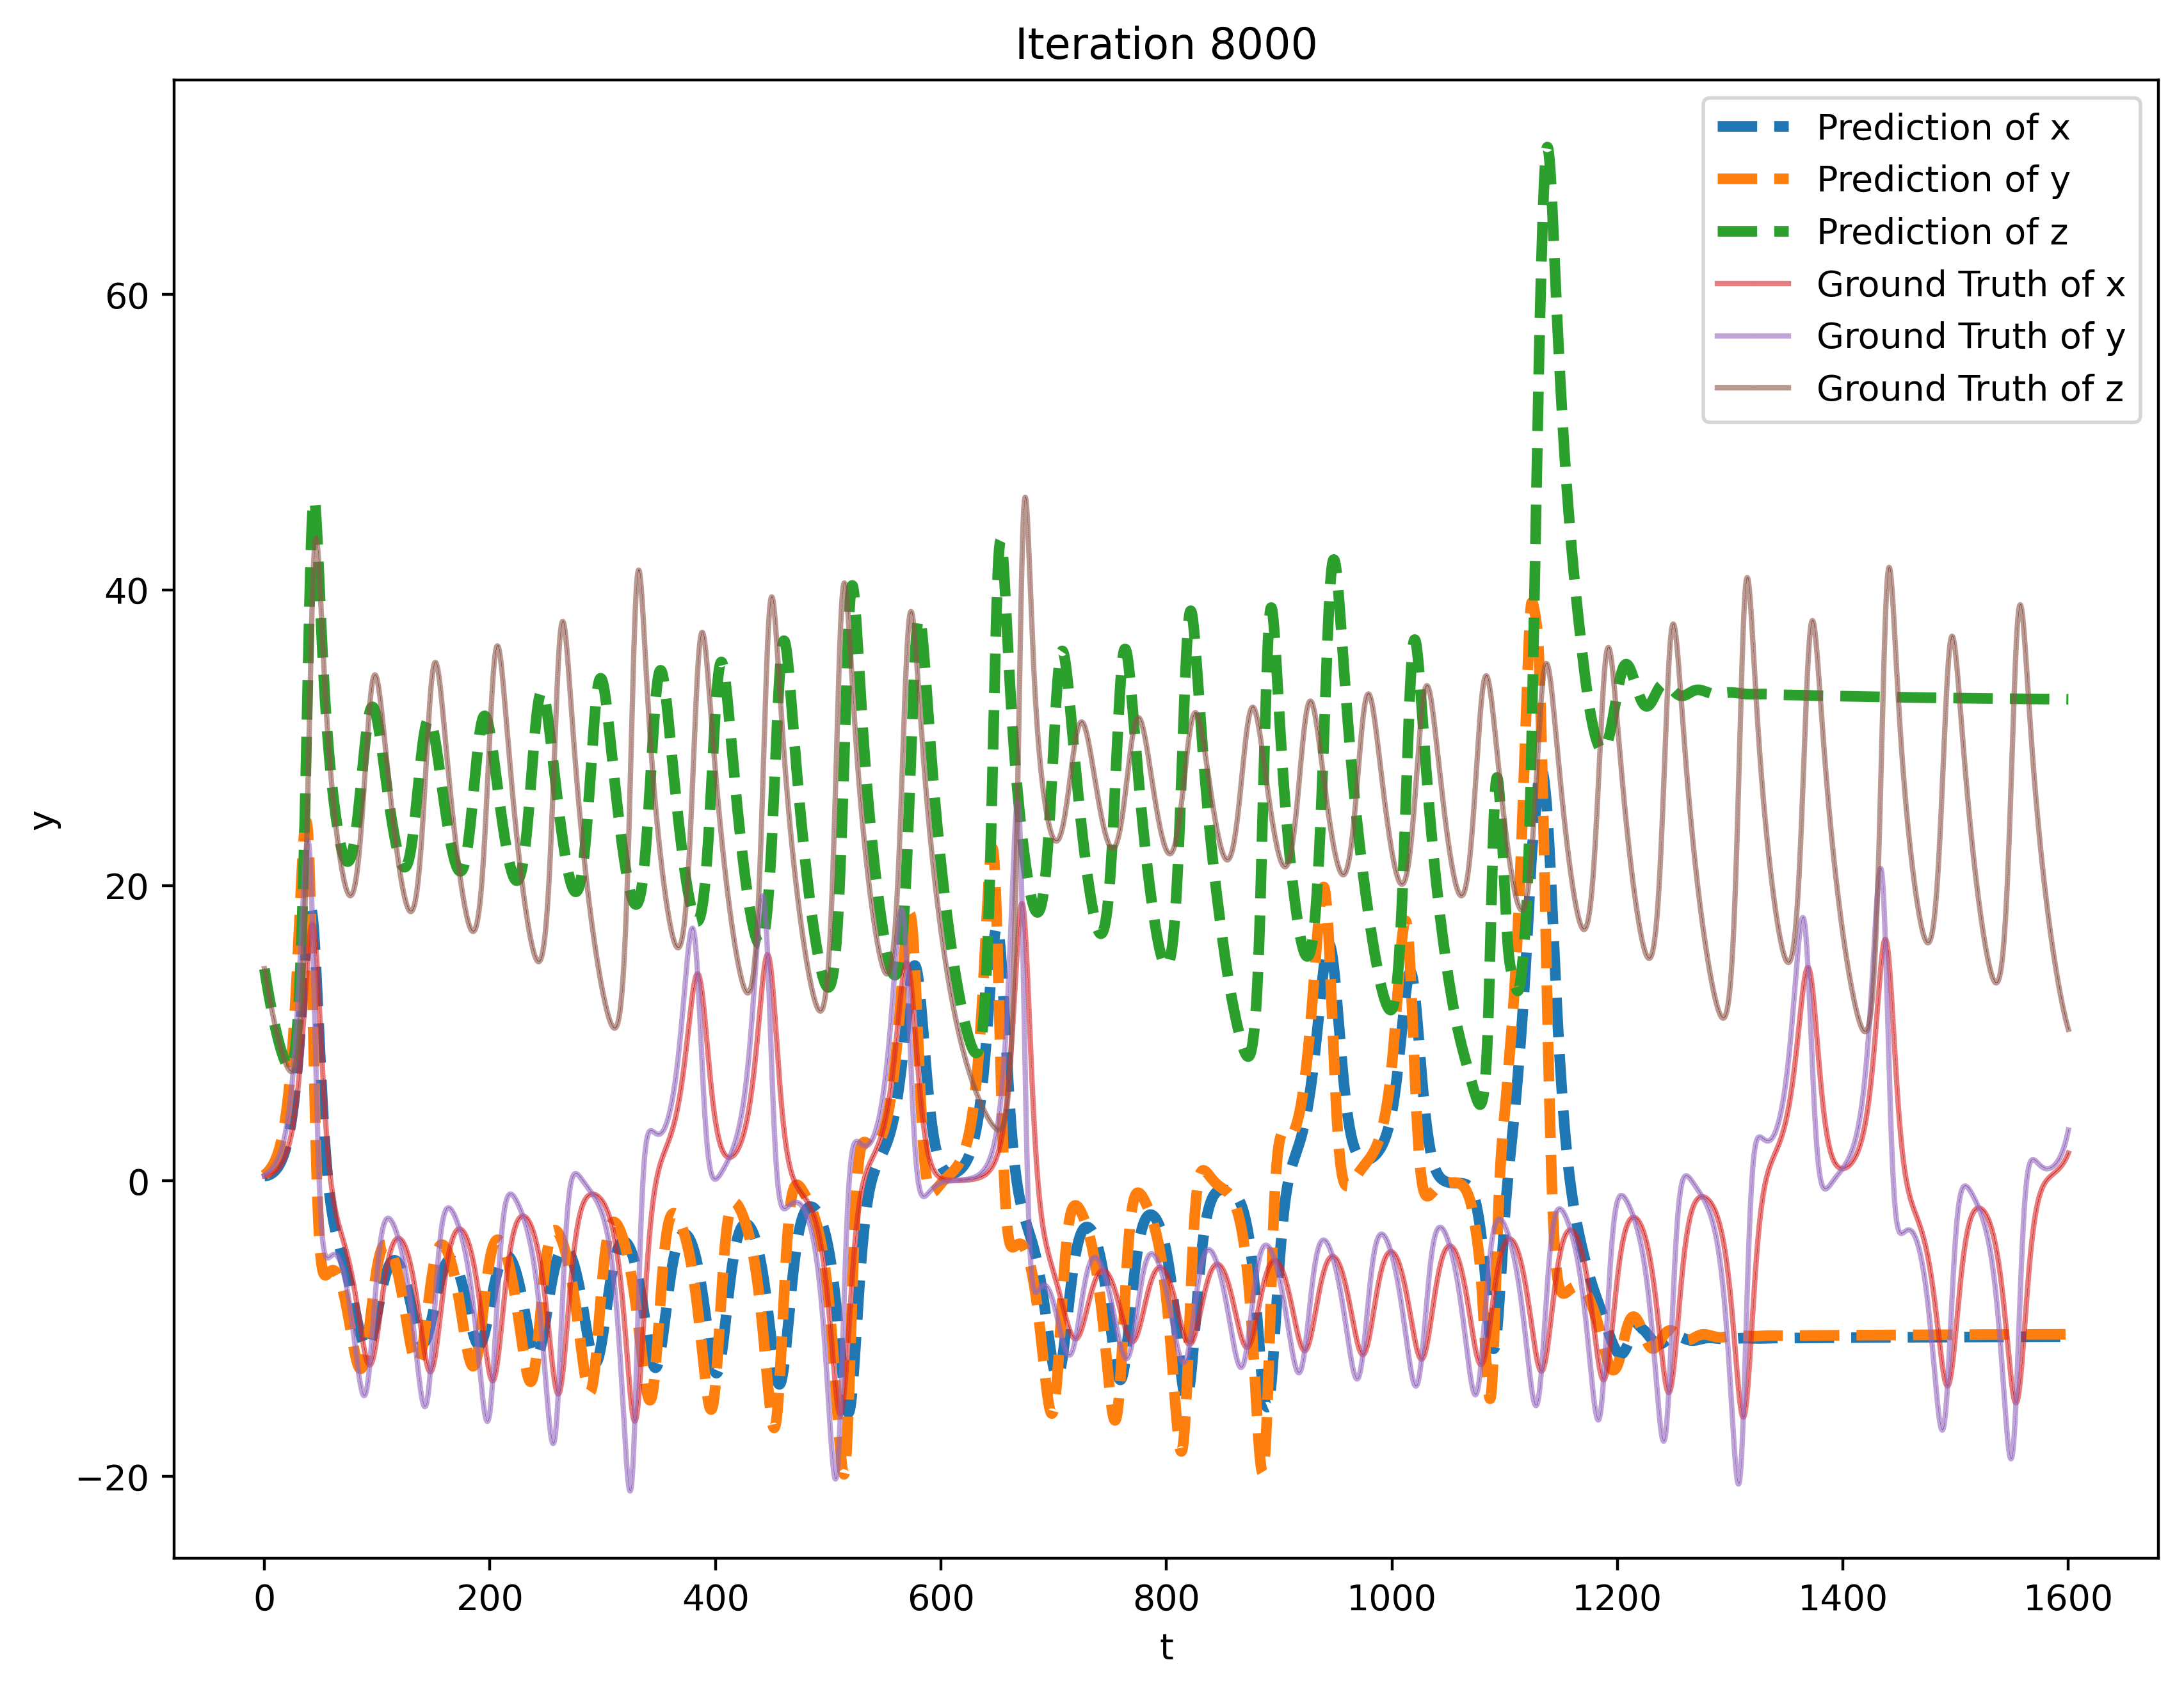 Iteration 8000
Prediction of x
Prediction of y
Prediction of z
Ground Truth of x
Ground Truth of y
Ground Truth of z
60
40
20
0
−20
y
0 200 400 600 800 1000 1200 1400 1600
t